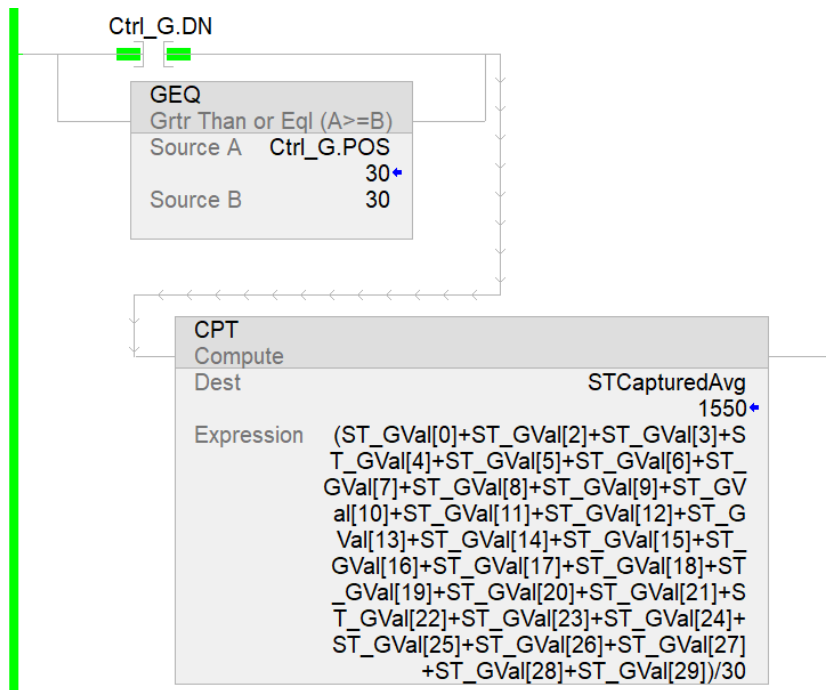 Ctrl_G.DN
GEQ
Grtr Than or Eql (A>=B)
Source A Ctrl_G.POS
30
Source B 30
CPT
Compute
Dest STCapturedAvg
1550
Expression (ST_GVal[0]+ST_GVal[2]+ST_GVal[3]+S
T_GVal[4]+ST_GVal[5]+ST_GVal[6]+ST_
GVal[7]+ST_GVal[8]+ST_GVal[9]+ST_GV
al[10]+ST_GVal[11]+ST_GVal[12]+ST_G
Val[13]+ST_GVal[14]+ST_GVal[15]+ST_
GVal[16]+ST_GVal[17]+ST_GVal[18]+ST
_GVal[19]+ST_GVal[20]+ST_GVal[21]+S
T_GVal[22]+ST_GVal[23]+ST_GVal[24]+
ST_GVal[25]+ST_GVal[26]+ST_GVal[27]
+ST_GVal[28]+ST_GVal[29])/30